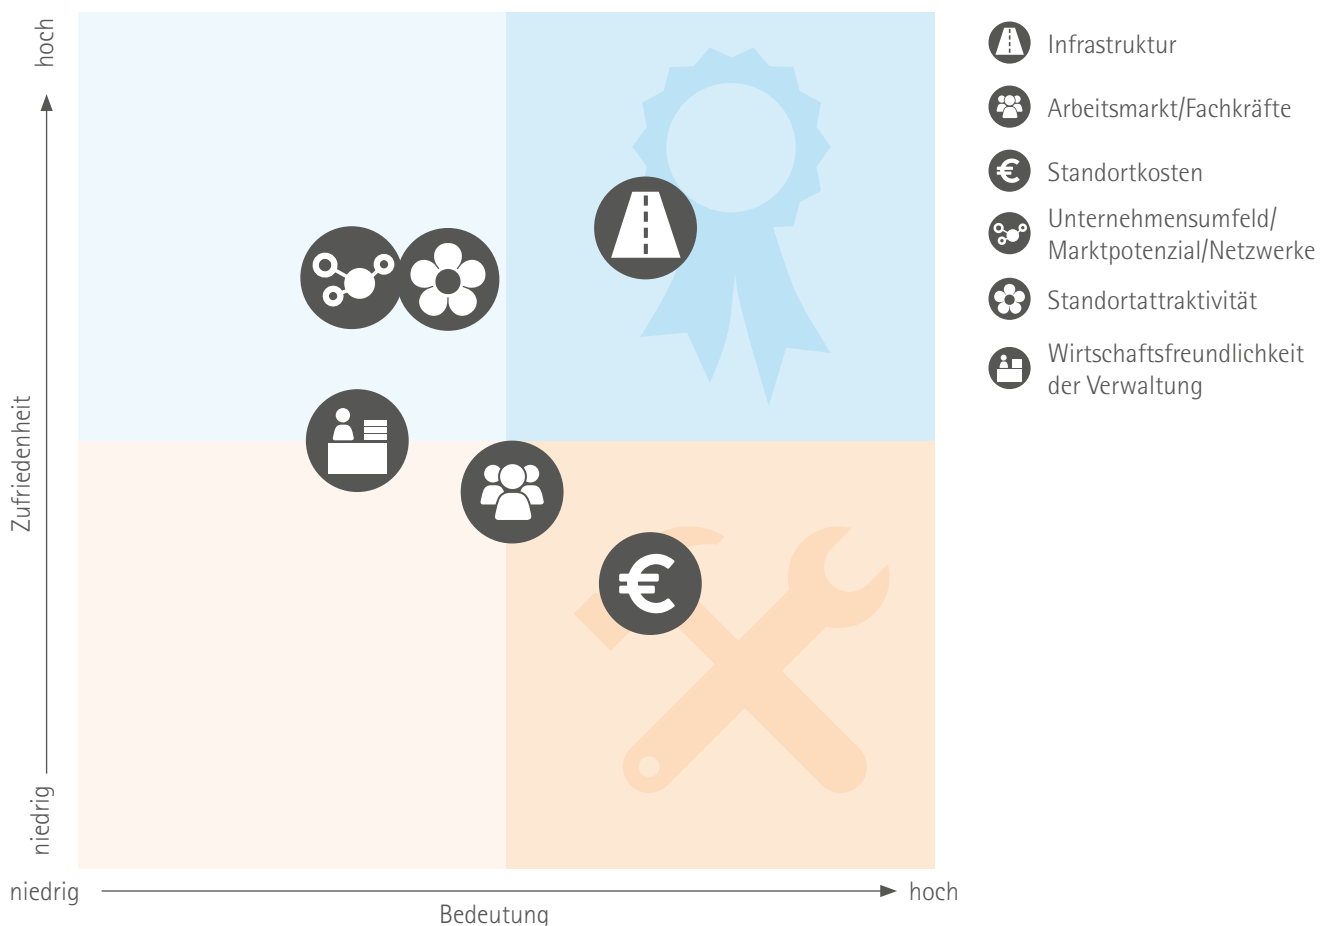 hoch
Zufriedenheit
niedrig
niedrig
Bedeutung
hoch
Infrastruktur
Arbeitsmarkt/Fachkräfte
Standortkosten
Unternehmensumfeld/
Marktpotenzial/Netzwerke
Standortattraktivität
Wirtschaftsfreundlichkeit
der Verwaltung